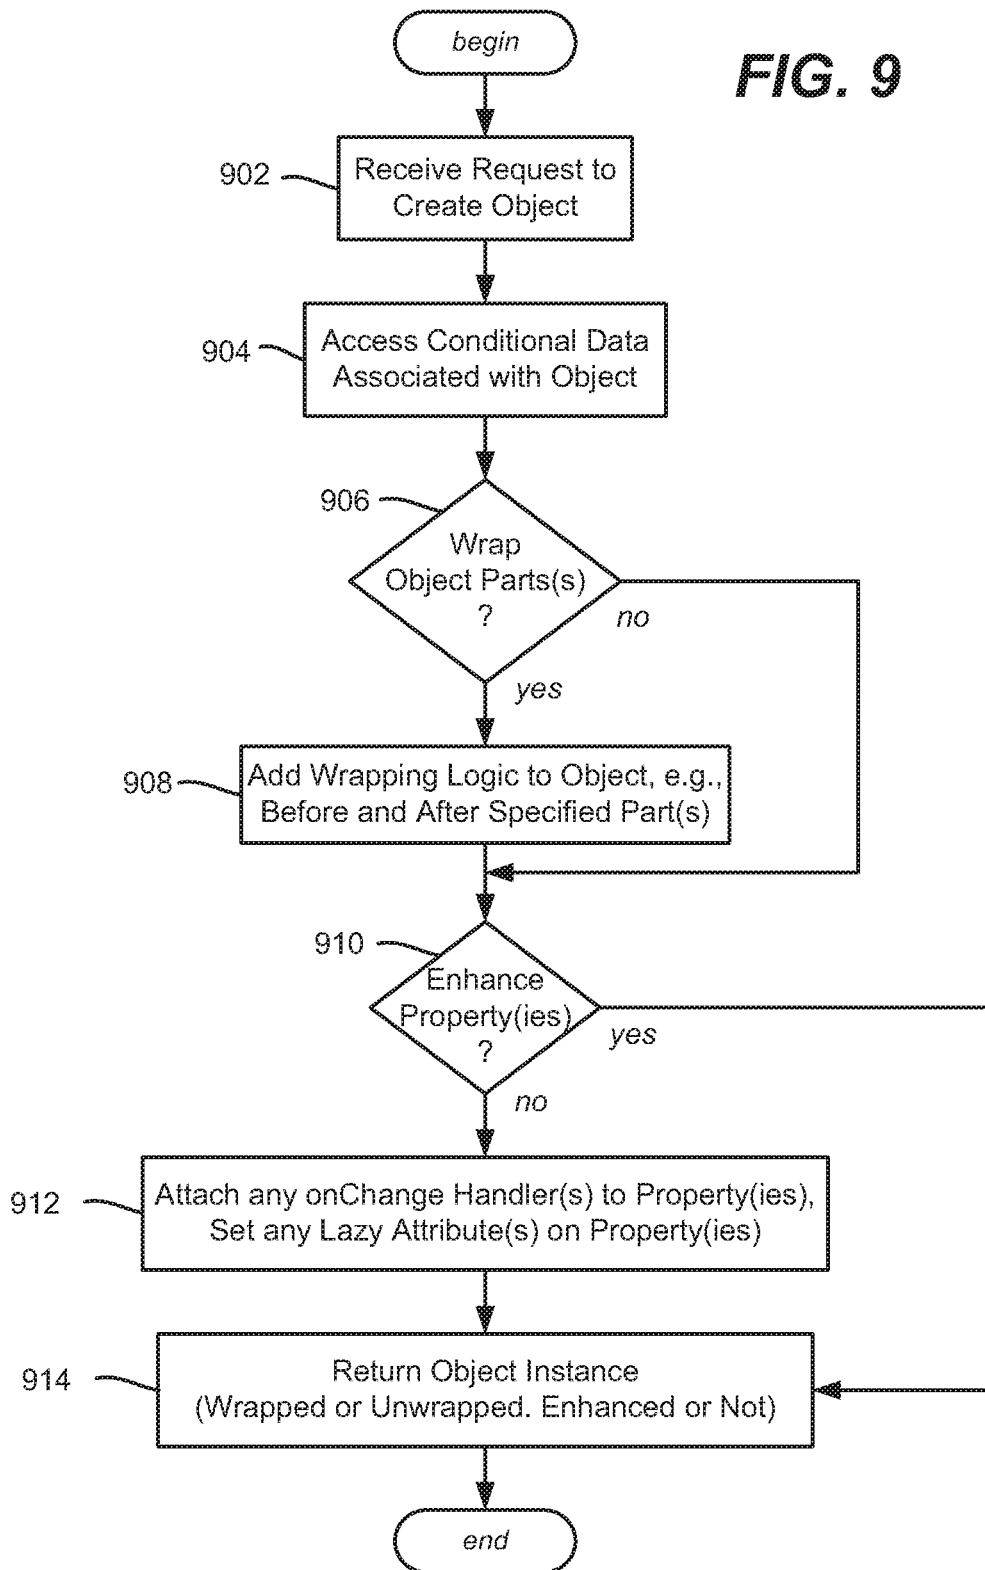 begin
FIG. 9
902
Receive Request to
Create Object
904
Access Conditional Data
Associated with Object
906
Wrap
Object Parts(s)
?
no
yes
908
Add Wrapping Logic to Object, e.g.,
Before and After Specified Part(s)
910
Enhance
Property(ies)
?
yes
no
912
Attach any onChange Handler(s) to Property(ies),
Set any Lazy Attribute(s) on Property(ies)
914
Return Object Instance
(Wrapped or Unwrapped. Enhanced or Not)
end